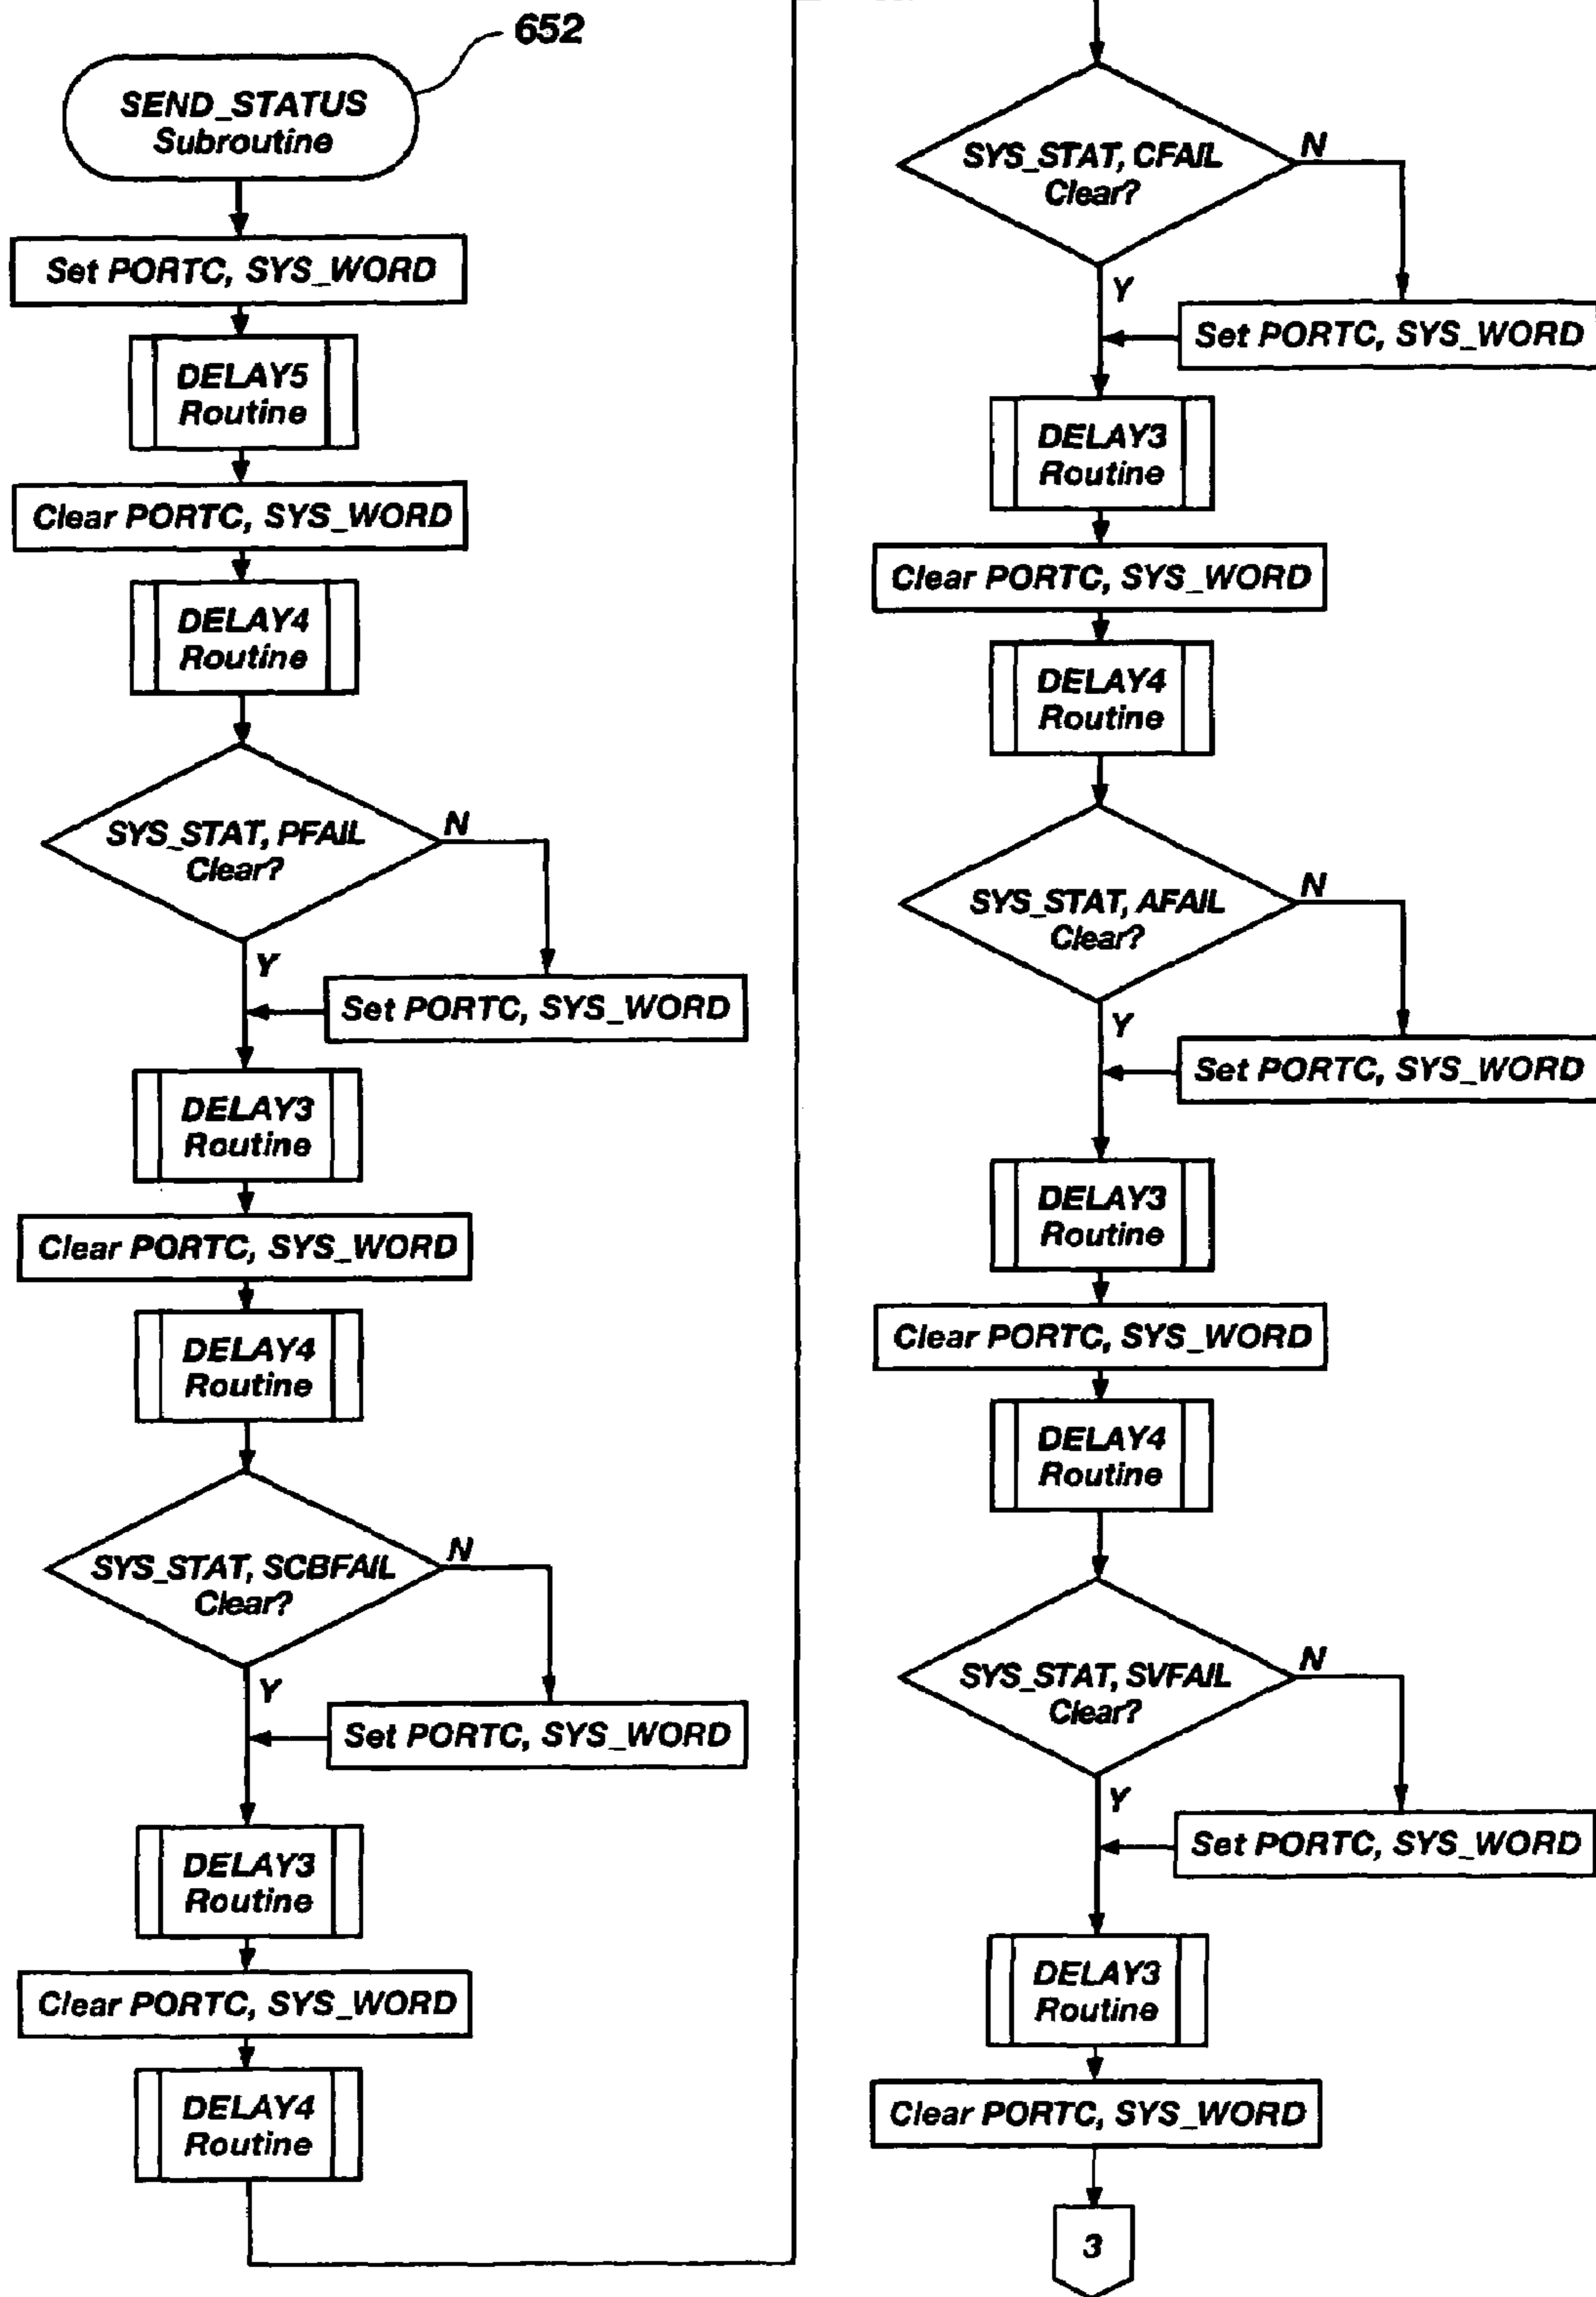 652
SEND_STATUS
Subroutine
Set PORTC, SYS_WORD
DELAY5
Routine
Clear PORTC, SYS_WORD
DELAY4
Routine
SYS_STAT, PFAIL
Clear?
N
Y
Set PORTC, SYS_WORD
DELAY3
Routine
Clear PORTC, SYS_WORD
DELAY4
Routine
SYS_STAT, SCBFAIL
Clear?
N
Y
Set PORTC, SYS_WORD
DELAY3
Routine
Clear PORTC, SYS_WORD
DELAY4
Routine
SYS_STAT, CFAIL
Clear?
N
Y
Set PORTC, SYS_WORD
DELAY3
Routine
Clear PORTC, SYS_WORD
DELAY4
Routine
SYS_STAT, AFAIL
Clear?
N
Y
Set PORTC, SYS_WORD
DELAY3
Routine
Clear PORTC, SYS_WORD
DELAY4
Routine
SYS_STAT, SVFAIL
Clear?
N
Y
Set PORTC, SYS_WORD
DELAY3
Routine
Clear PORTC, SYS_WORD
3